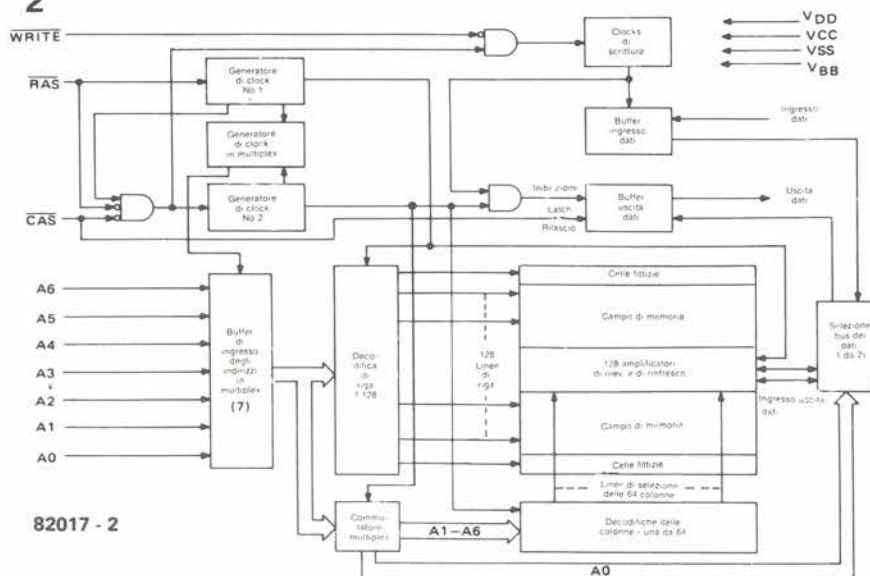 2
WRITE
RAS
CAS
Generatore
di clock
No 1
Generatore
di clock
in multiplex
Generatore
di clock
No 2
Clocks
di
scrittura
VDD
VCC
VSS
VBB
Buffer
ingresso
dati
Ingresso
dati
Inibizione
Latch
Rilascio
Buffer
uscita
dati
Uscita
dati
A6
A5
A4
A3
A2
A1
A0
Buffer
di
ingresso
degli
indirizzi
in
multiplex
(7)
Decodifica
di
riga
1:128
128
Linee
di
riga
Celle fittizie
Campo di memoria
128 amplificatori
di rilev. e di rinfresco
Campo di memoria
Celle fittizie
Ingresso uscita
dati
Selezione
bus dei
dati
Linee di selezione
delle 64 colonne
Decodifiche delle
colonne - una da 64
Commu-
tatore
multiplex
A1–A6
A0
82017 - 2